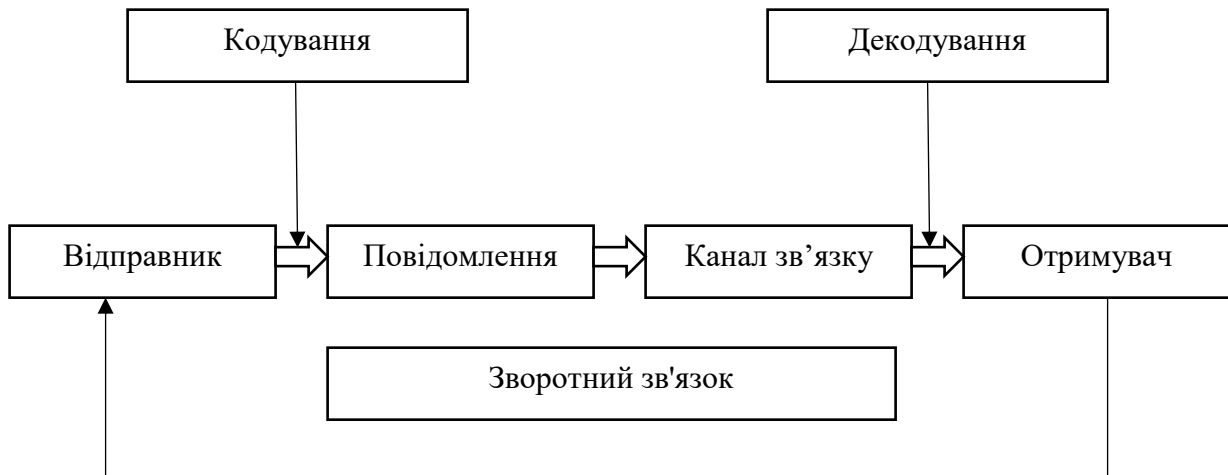 Кодування
Декодування
Відправник
Повідомлення
Канал зв’язку
Отримувач
Зворотний зв'язок